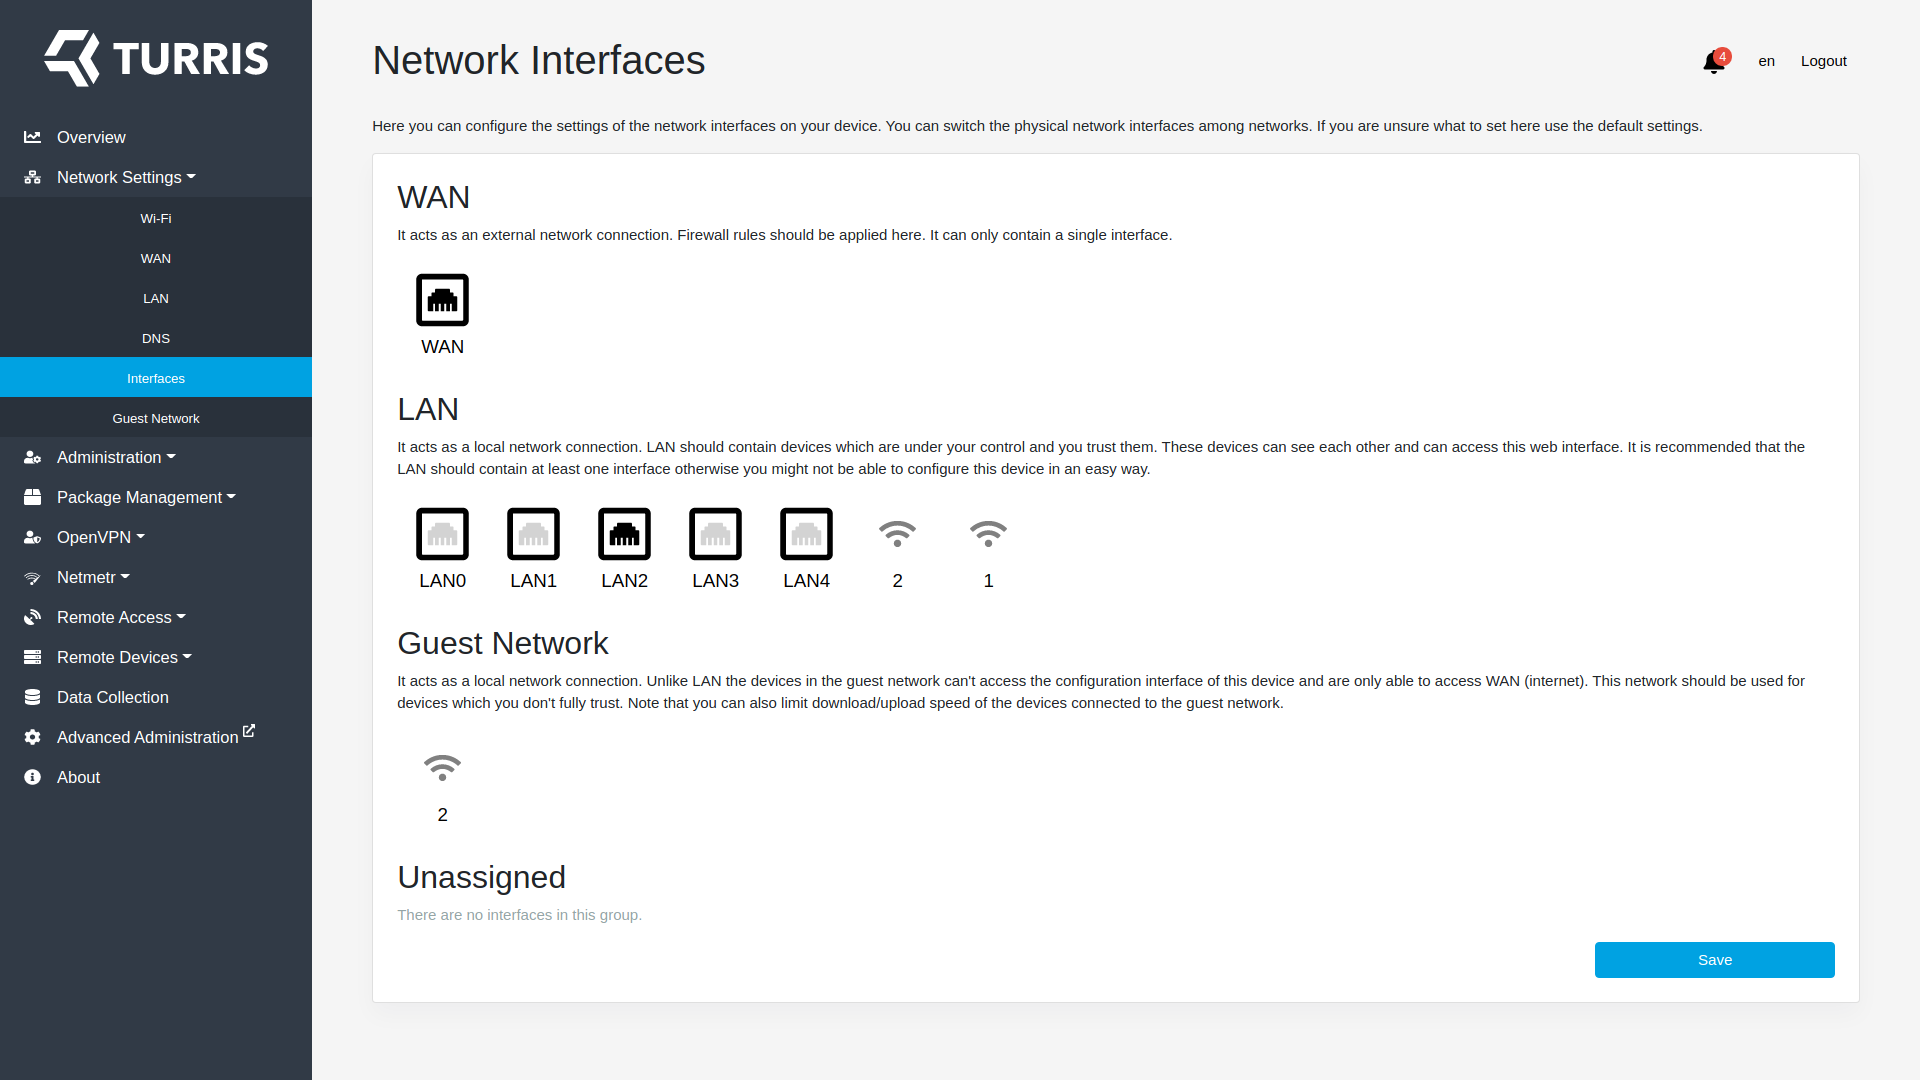 TURRIS
Overview
Network Settings
Wi-Fi
WAN
LAN
DNS
Interfaces
Guest Network
Administration
Package Management
OpenVPN
Netmetr
Remote Access
Remote Devices
Data Collection
Advanced Administration
About
Network Interfaces
4
en
Logout
Here you can configure the settings of the network interfaces on your device. You can switch the physical network interfaces among networks. If you are unsure what to set here use the default settings.
WAN
It acts as an external network connection. Firewall rules should be applied here. It can only contain a single interface.
WAN
LAN
It acts as a local network connection. LAN should contain devices which are under your control and you trust them. These devices can see each other and can access this web interface. It is recommended that the
LAN should contain at least one interface otherwise you might not be able to configure this device in an easy way.
LAN0 LAN1 LAN2 LAN3 LAN4 2 1
Guest Network
It acts as a local network connection. Unlike LAN the devices in the guest network can't access the configuration interface of this device and are only able to access WAN (internet). This network should be used for
devices which you don't fully trust. Note that you can also limit download/upload speed of the devices connected to the guest network.
2
Unassigned
There are no interfaces in this group.
Save